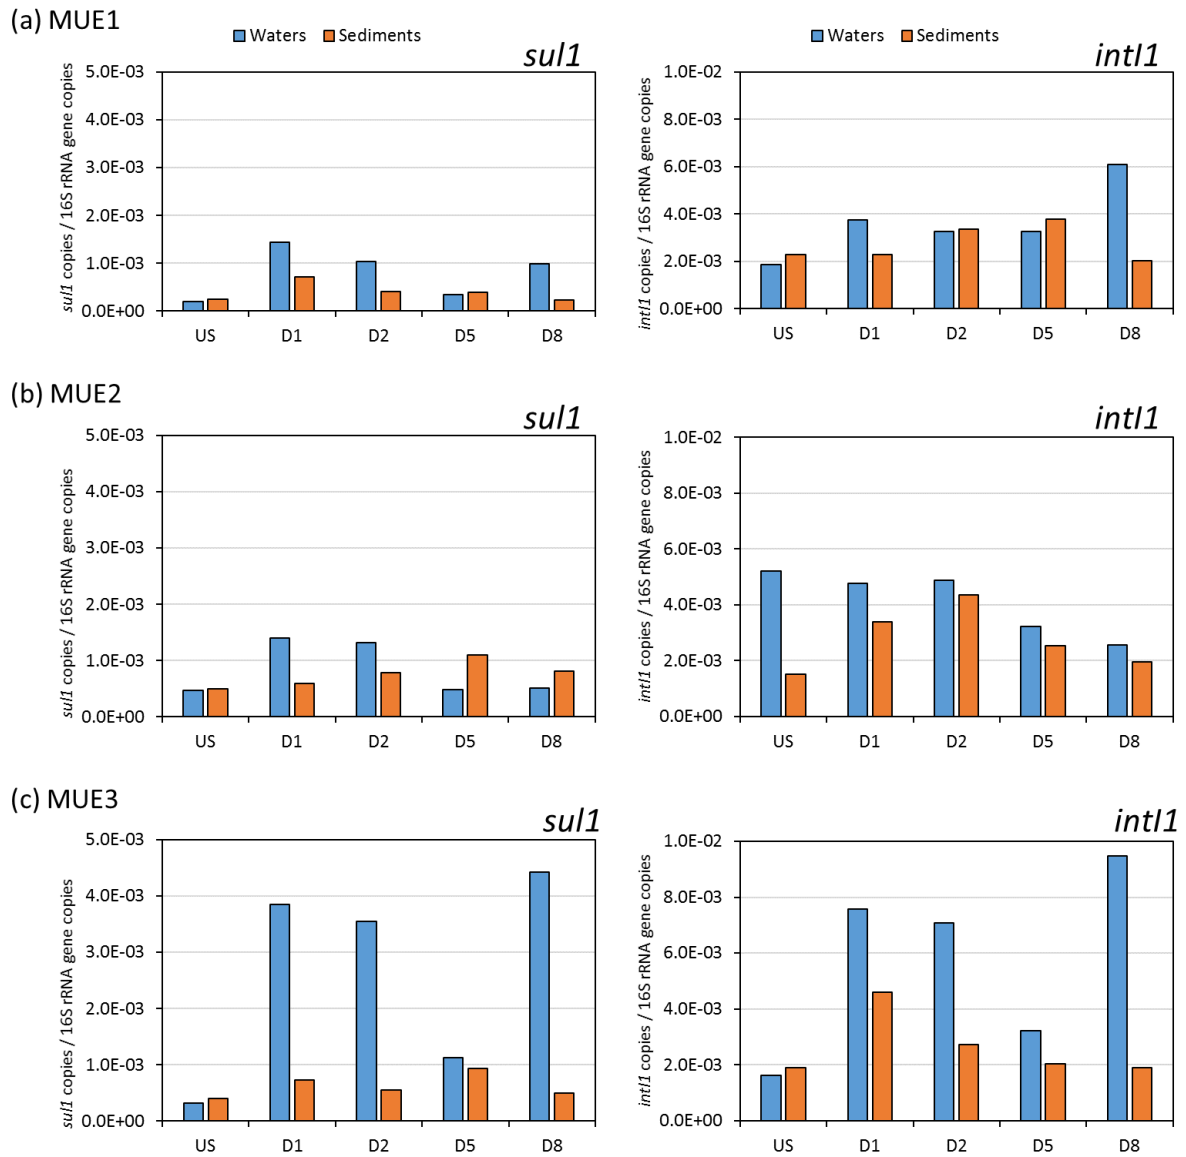 (a) MUE1
Waters Sediments
sul1
sul1 copies / 16S rRNA gene copies
5.0E-03
4.0E-03
3.0E-03
2.0E-03
1.0E-03
0.0E+00
US D1 D2 D5 D8
Waters Sediments
intI1
intI1 copies / 16S rRNA gene copies
1.0E-02
8.0E-03
6.0E-03
4.0E-03
2.0E-03
0.0E+00
US D1 D2 D5 D8
(b) MUE2
sul1
sul1 copies / 16S rRNA gene copies
5.0E-03
4.0E-03
3.0E-03
2.0E-03
1.0E-03
0.0E+00
US D1 D2 D5 D8
intI1
intI1 copies / 16S rRNA gene copies
1.0E-02
8.0E-03
6.0E-03
4.0E-03
2.0E-03
0.0E+00
US D1 D2 D5 D8
(c) MUE3
sul1
sul1 copies / 16S rRNA gene copies
5.0E-03
4.0E-03
3.0E-03
2.0E-03
1.0E-03
0.0E+00
US D1 D2 D5 D8
intI1
intI1 copies / 16S rRNA gene copies
1.0E-02
8.0E-03
6.0E-03
4.0E-03
2.0E-03
0.0E+00
US D1 D2 D5 D8